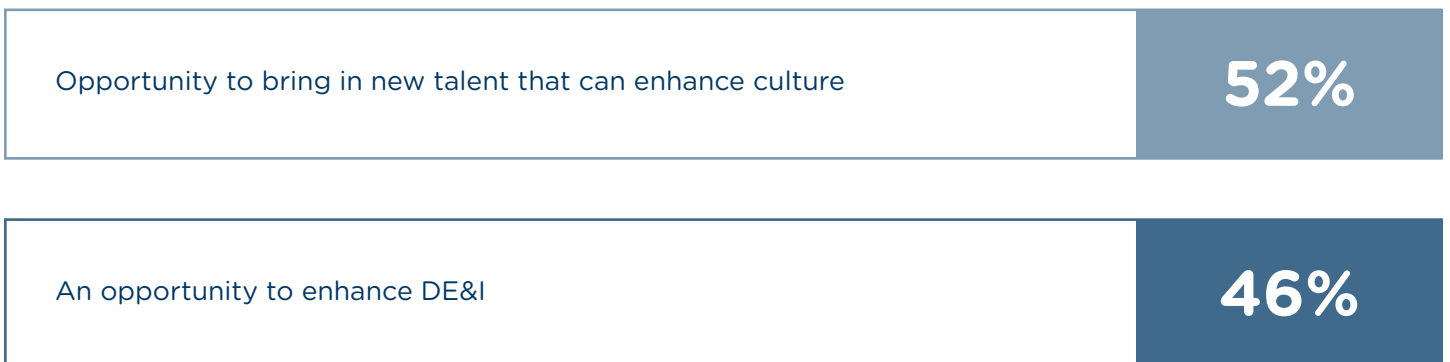 Opportunity to bring in new talent that can enhance culture
52%
An opportunity to enhance DE&I
46%